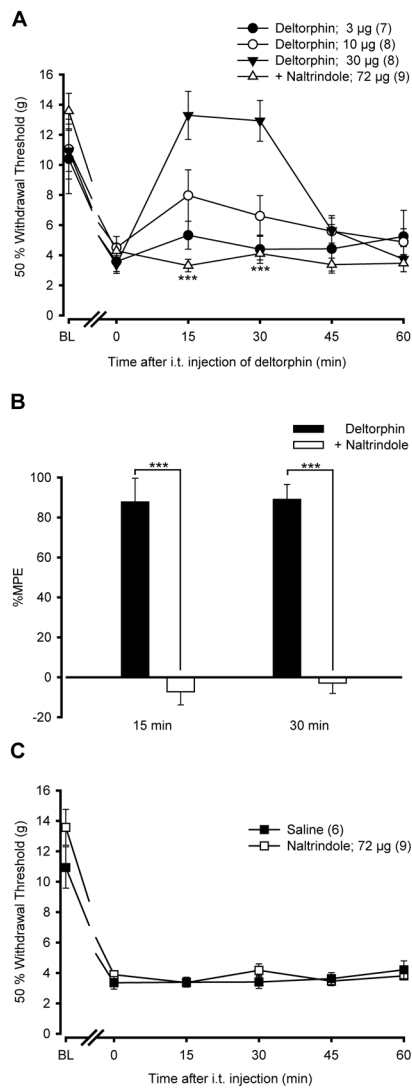 A
Deltorphin; 3 µg (7)
Deltorphin; 10 µg (8)
Deltorphin; 30 µg (8)
+ Naltrindole; 72 µg (9)
50 % Withdrawal Threshold (g)
16
14
12
10
8
6
4
2
0
*** ***
BL 0 15 30 45 60
Time after i.t. injection of deltorphin (min)
B
Deltorphin
+ Naltrindole
%MPE
100
80
60
40
20
0
-20
*** ***
15 min 30 min
C
Saline (6)
Naltrindole; 72 µg (9)
50 % Withdrawal Threshold (g)
16
14
12
10
8
6
4
2
0
BL 0 15 30 45 60
Time after i.t. injection (min)